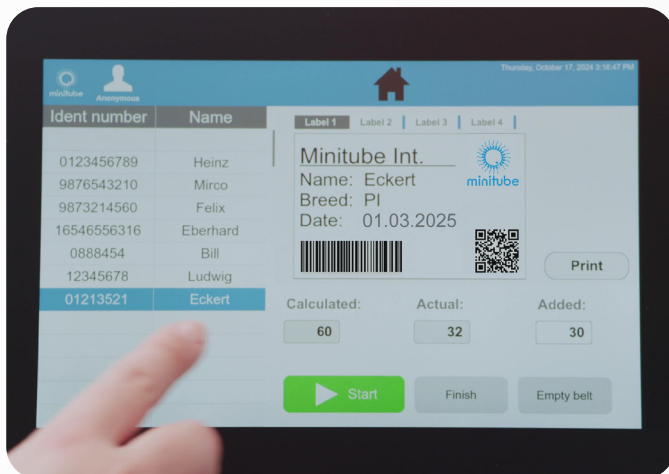 Thursday, October 17, 2024 3:16:47 PM
minitube
Anonymous
Ident number Name
0123456789 Heinz
9876543210 Mirco
9873214560 Felix
16546556316 Eberhard
0888454 Bill
12345678 Ludwig
01213521 Eckert
Label 1 Label 2 Label 3 Label 4
Minitube Int.
Name: Eckert
Breed: PI
Date: 01.03.2025
minitube
Print
Calculated: Actual: Added:
60 32 30
Start Finish Empty belt